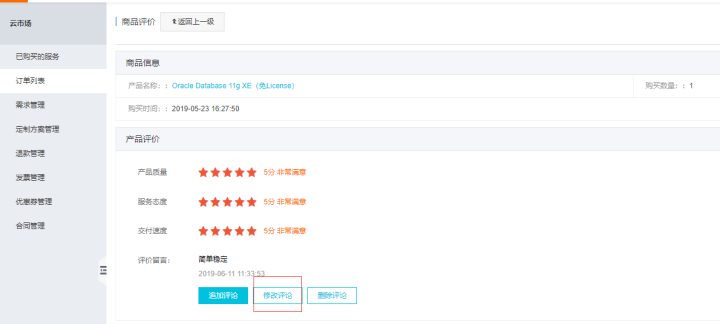 云市场
已购买的服务
订单列表
需求管理
定制方案管理
退款管理
发票管理
优惠券管理
合同管理
商品评价 返回上一级
商品信息
产品名称：: Oracle Database 11g XE（免License） 购买数量：: 1
购买时间：: 2019-05-23 16:27:50
产品评价
产品质量 5分 非常满意
服务态度 5分 非常满意
交付速度 5分 非常满意
评价留言： 简单稳定
2019-06-11 11:33:53
追加评论 修改评论 删除评论